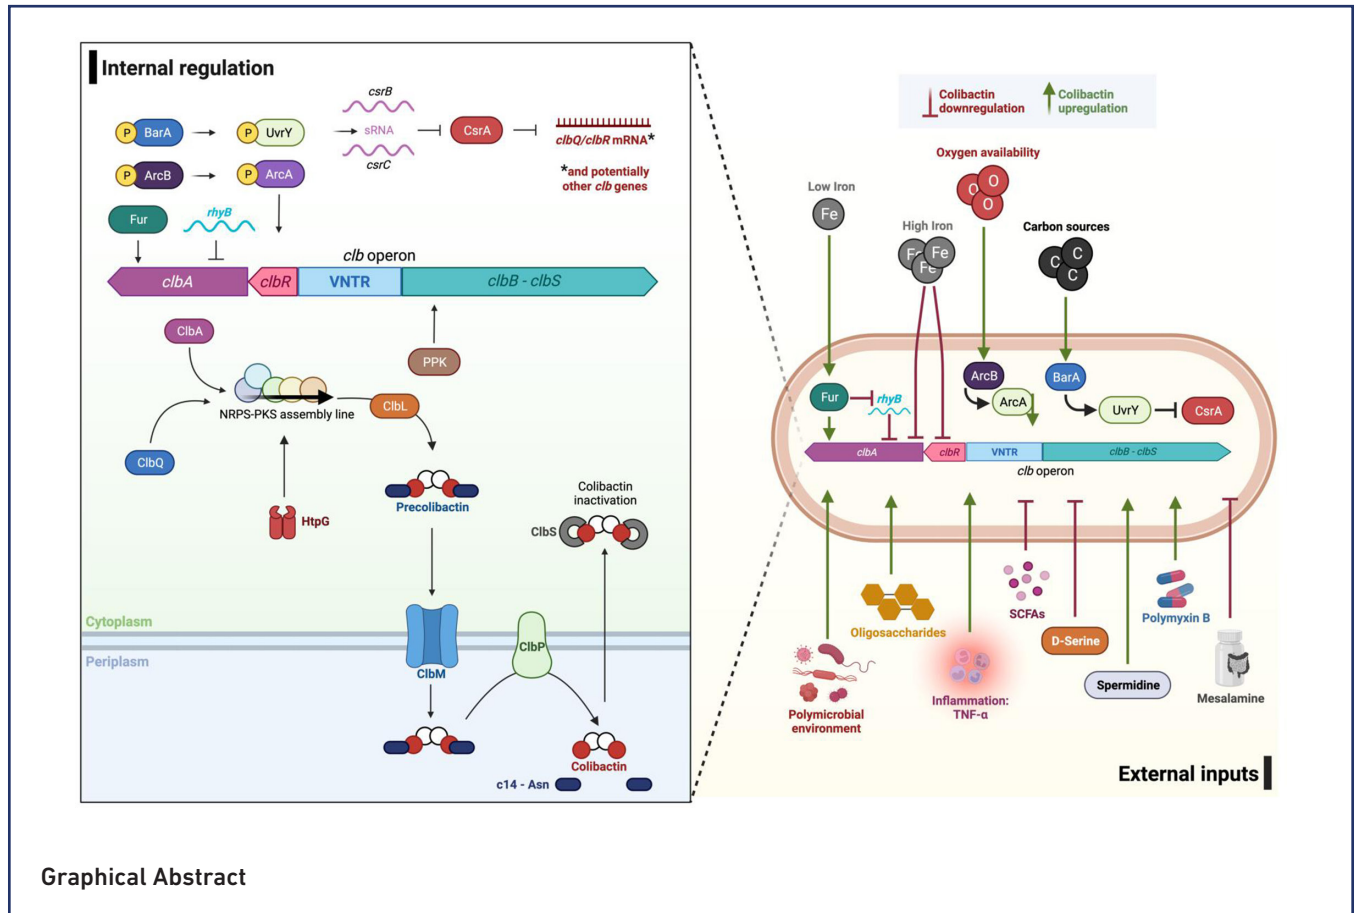 Internal regulation
csrB
P BarA
P UvrY
sRNA
CsrA
clbQ/clbR mRNA*
csrC
P ArcB
P ArcA
*and potentially
other clb genes
Fur
rhyB
clb operon
clbA
clbR
VNTR
clbB - clbS
ClbA
PPK
NRPS-PKS assembly line
ClbL
ClbQ
HtpG
Precolibactin
Colibactin
inactivation
ClbS
Cytoplasm
Periplasm
ClbM
ClbP
Colibactin
c14 - Asn
Colibactin
downregulation
Colibactin
upregulation
Oxygen availability
O
O
O
Low Iron
Fe
High Iron
Fe
Fe
Fe
Carbon sources
C
C
C
ArcB
BarA
Fur
rhyB
ArcA
UvrY
CsrA
clbA
clbR
VNTR
clbB - clbS
clb operon
SCFAs
Oligosaccharides
D-Serine
Polymyxin B
Spermidine
Mesalamine
Inflammation:
TNF-α
Polymicrobial
environment
External inputs
Graphical Abstract